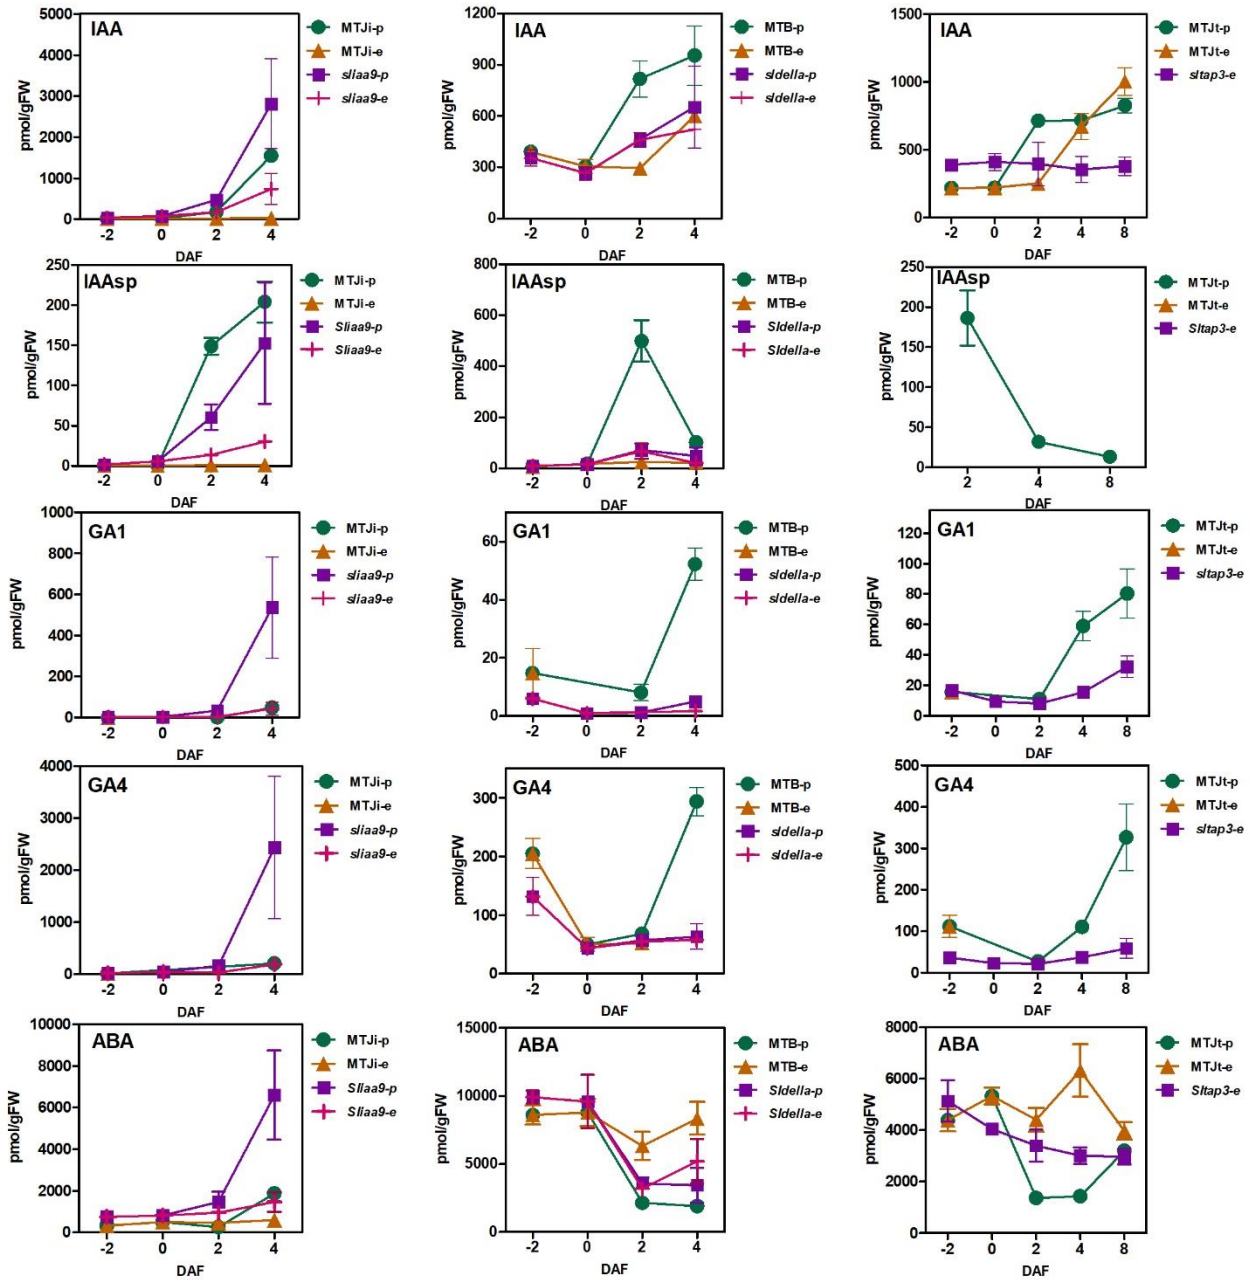 IAA
5000
4000
3000
2000
1000
0
-2 0 2 4
DAF
pmol/gFW
MTJi-p
MTJi-e
sliaa9-p
sliaa9-e
IAA
1200
900
600
300
0
-2 0 2 4
DAF
pmol/gFW
MTB-p
MTB-e
sldella-p
sldella-e
IAA
1500
1000
500
0
-2 0 2 4 8
DAF
pmol/gFW
MTJt-p
MTJt-e
sltap3-e
IAAsp
250
200
150
100
50
0
-2 0 2 4
DAF
pmol/gFW
MTJi-p
MTJi-e
Sliaa9-p
Sliaa9-e
IAAsp
800
600
400
200
0
-2 0 2 4
DAF
pmol/gFW
MTB-p
MTB-e
Sldella-p
Sldella-e
IAAsp
250
200
150
100
50
0
2 4 8
DAF
pmol/gFW
MTJt-p
MTJt-e
Sltap3-e
GA1
1000
800
600
400
200
0
-2 0 2 4
DAF
pmol/gFW
MTJi-p
MTJi-e
sliaa9-p
sliaa9-e
GA1
60
40
20
0
-2 0 2 4
DAF
pmol/gFW
MTB-p
MTB-e
sldella-p
sldella-e
GA1
120
100
80
60
40
20
0
-2 0 2 4 8
DAF
pmol/gFW
MTJt-p
MTJt-e
sltap3-e
GA4
4000
3000
2000
1000
0
-2 0 2 4
DAF
pmol/gFW
MTJi-p
MTJi-e
sliaa9-p
sliaa9-e
GA4
300
200
100
0
-2 0 2 4
DAF
pmol/gFW
MTB-p
MTB-e
sldella-p
sldella-e
GA4
500
400
300
200
100
0
-2 0 2 4 8
DAF
pmol/gFW
MTJt-p
MTJt-e
sltap3-e
ABA
10000
8000
6000
4000
2000
0
-2 0 2 4
DAF
pmol/gFW
MTJi-p
MTJi-e
Sliaa9-p
Sliaa9-e
ABA
15000
10000
5000
0
-2 0 2 4
DAF
pmol/gFW
MTB-p
MTB-e
Sldella-p
Sldella-e
ABA
8000
6000
4000
2000
0
-2 0 2 4 8
DAF
pmol/gFW
MTJt-p
MTJt-e
Sltap3-e